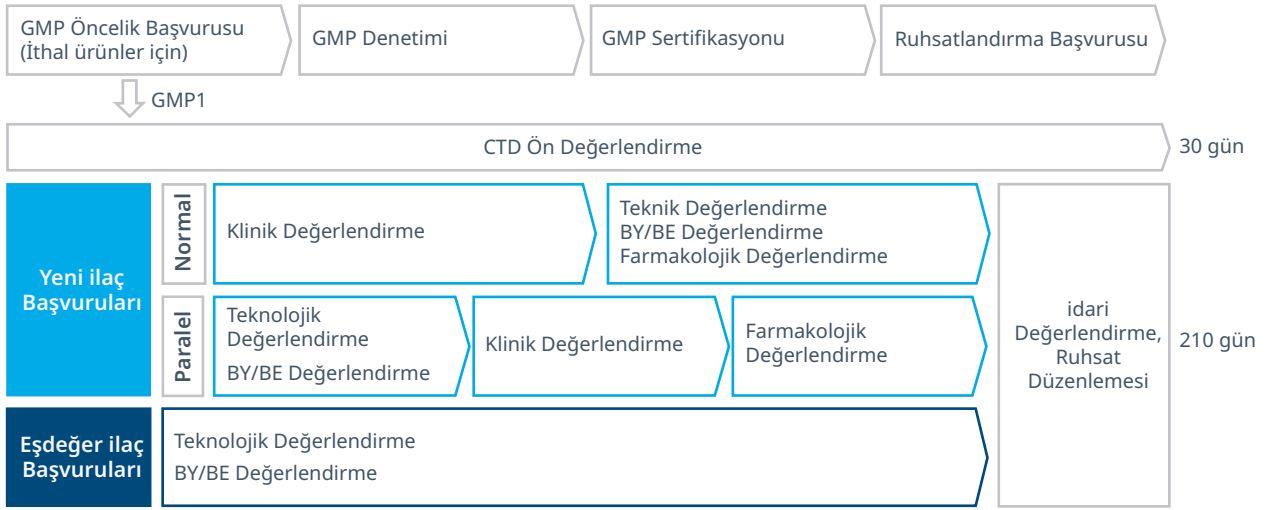 GMP Öncelik Başvurusu
(İthal ürünler için)
GMP Denetimi
GMP Sertifikasyonu
Ruhsatlandırma Başvurusu
GMP1
CTD Ön Değerlendirme
30 gün
Yeni ilaç
Başvuruları
Normal
Klinik Değerlendirme
Teknik Değerlendirme
BY/BE Değerlendirme
Farmakolojik Değerlendirme
Paralel
Teknolojik
Değerlendirme
BY/BE Değerlendirme
Klinik Değerlendirme
Farmakolojik
Değerlendirme
idari
Değerlendirme,
Ruhsat
Düzenlemesi
210 gün
Eşdeğer ilaç
Başvuruları
Teknolojik Değerlendirme
BY/BE Değerlendirme